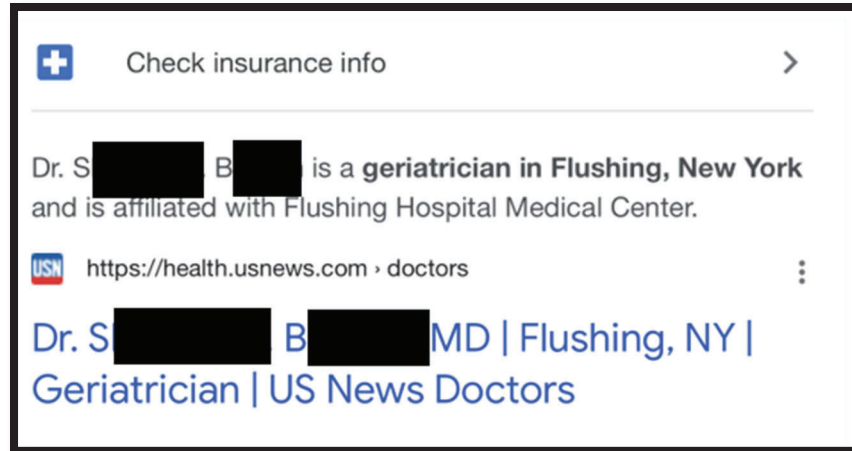 Check insurance info
Dr. S B is a geriatrician in Flushing, New York
and is affiliated with Flushing Hospital Medical Center.
USN https://health.usnews.com › doctors
Dr. S B MD | Flushing, NY |
Geriatrician | US News Doctors